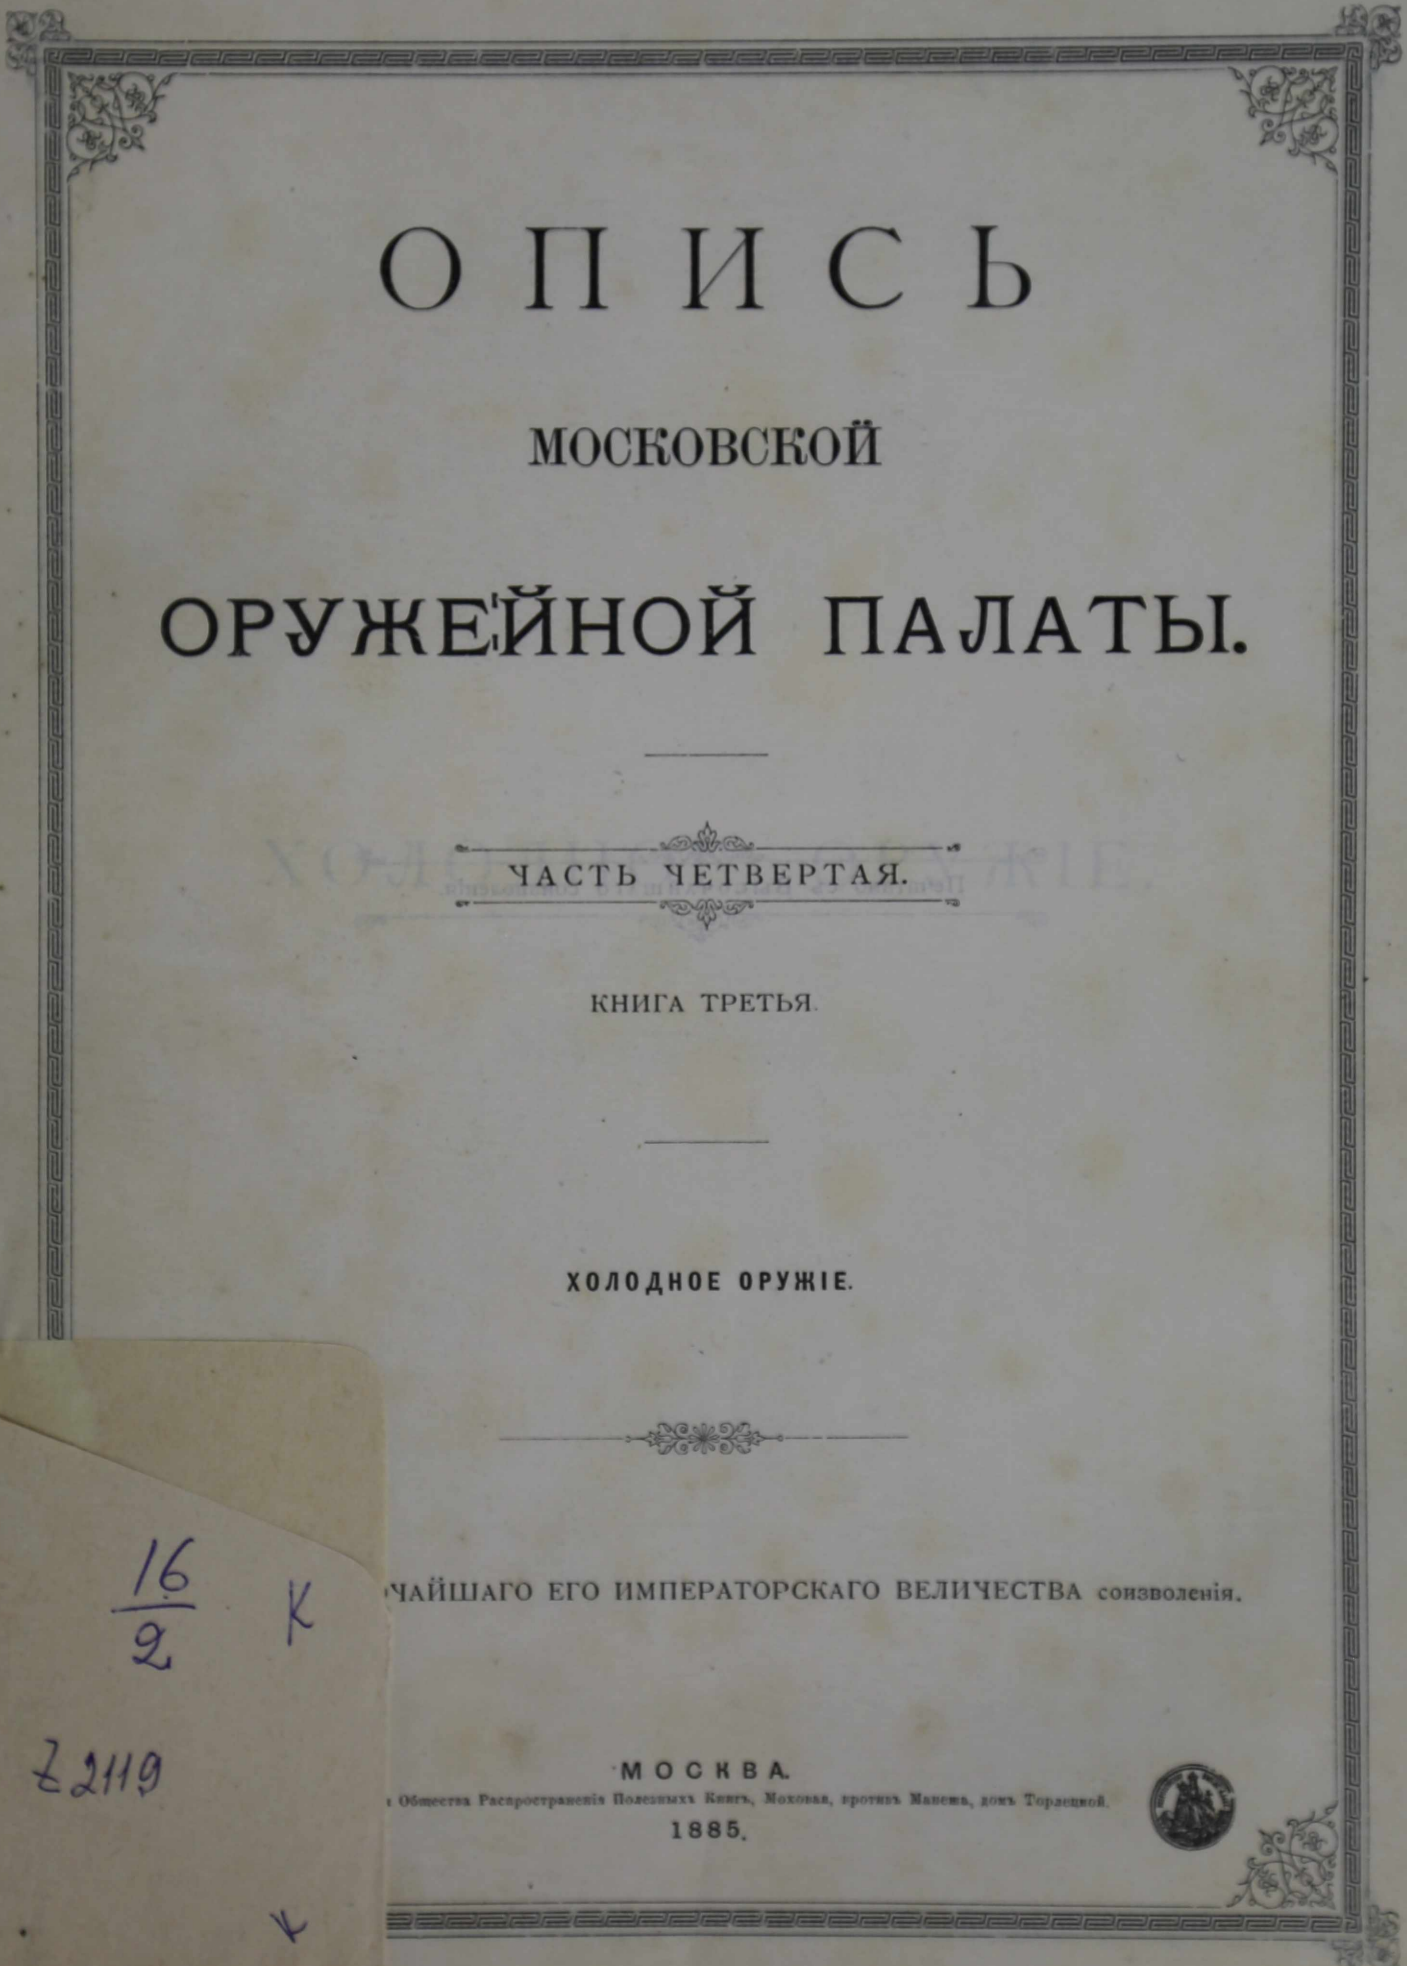 ОПИСЬ
МОСКОВСКОЙ
ОРУЖЕЙНОЙ ПАЛАТЫ.
ЧАСТЬ ЧЕТВЕРТАЯ.
КНИГА ТРЕТЬЯ.
ХОЛОДНОЕ ОРУЖІЕ.
ЧАЙШАГО ЕГО ИМПЕРАТОРСКАГО ВЕЛИЧЕСТВА соизволенія.
16
2
К
Z 2119
МОСКВА.
Общества Распространенія Полезныхъ Книгъ, Моховая, противъ Манежа, домъ Торлецкой.
1885.
К